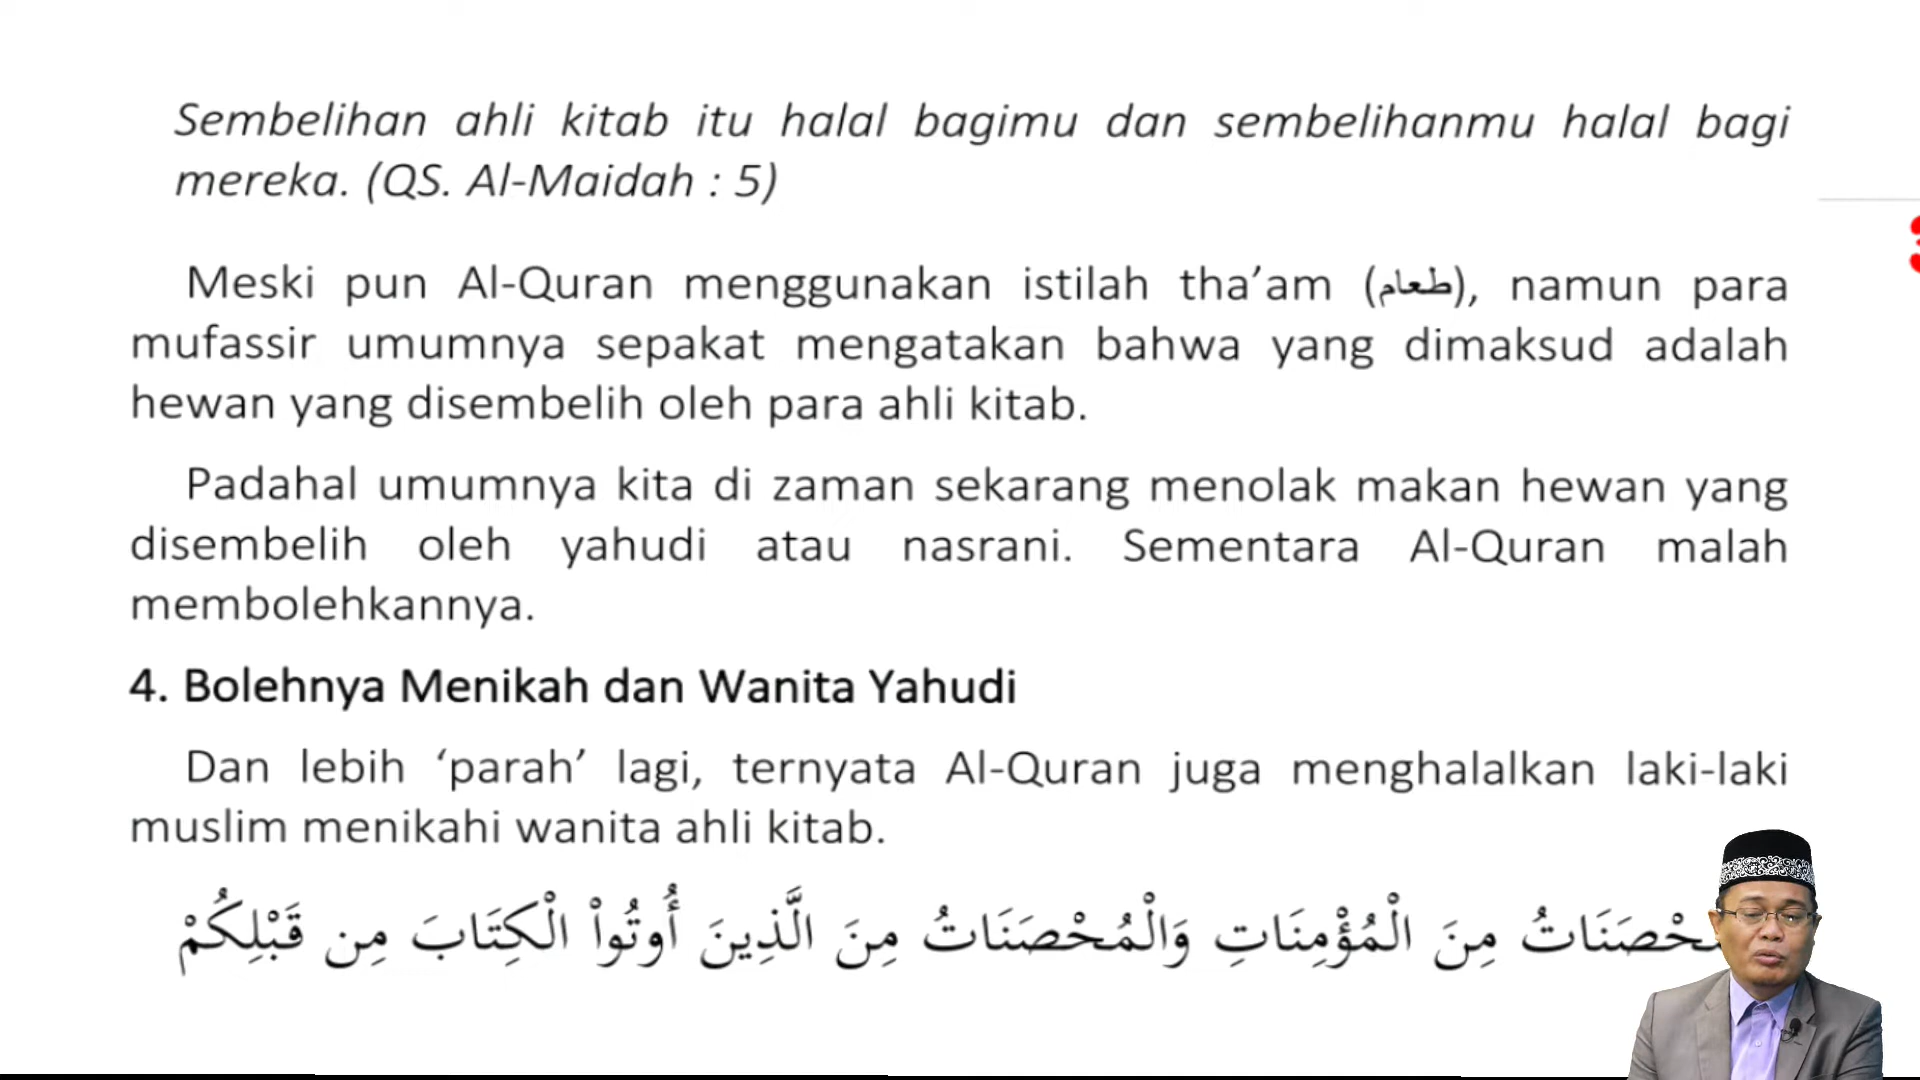 Sembelihan ahli kitab itu halal bagimu dan sembelihanmu halal bagi
mereka. (QS. Al-Maidah : 5)
Meski pun Al-Quran menggunakan istilah tha’am (طعام), namun para
mufassir umumnya sepakat mengatakan bahwa yang dimaksud adalah
hewan yang disembelih oleh para ahli kitab.
Padahal umumnya kita di zaman sekarang menolak makan hewan yang
disembelih oleh yahudi atau nasrani. Sementara Al-Quran malah
membolehkannya.
4. Bolehnya Menikah dan Wanita Yahudi
Dan lebih ‘parah’ lagi, ternyata Al-Quran juga menghalalkan laki-laki
muslim menikahi wanita ahli kitab.
مِنَ الْمُؤْمِنَاتِ وَالْمُحْصَنَاتُ مِنَ الَّذِينَ أُوتُواْ الْكِتَابَ مِن قَبْلِكُمْ